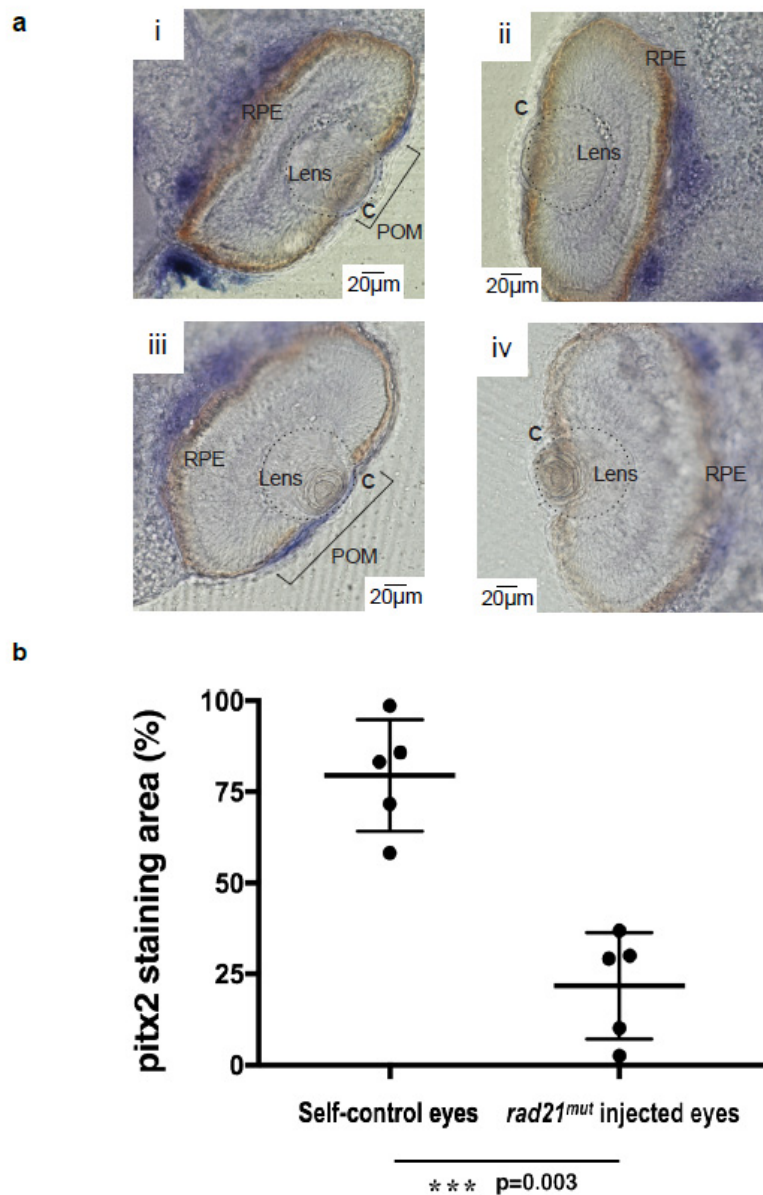 a
i
RPE
Lens
C
POM
20µm
ii
RPE
C
Lens
20µm
iii
RPE
Lens
C
POM
20µm
iv
C
Lens
RPE
20µm
b
pitx2 staining area (%)
100
75
50
25
0
Self-control eyes rad21mut injected eyes
*** p=0.003